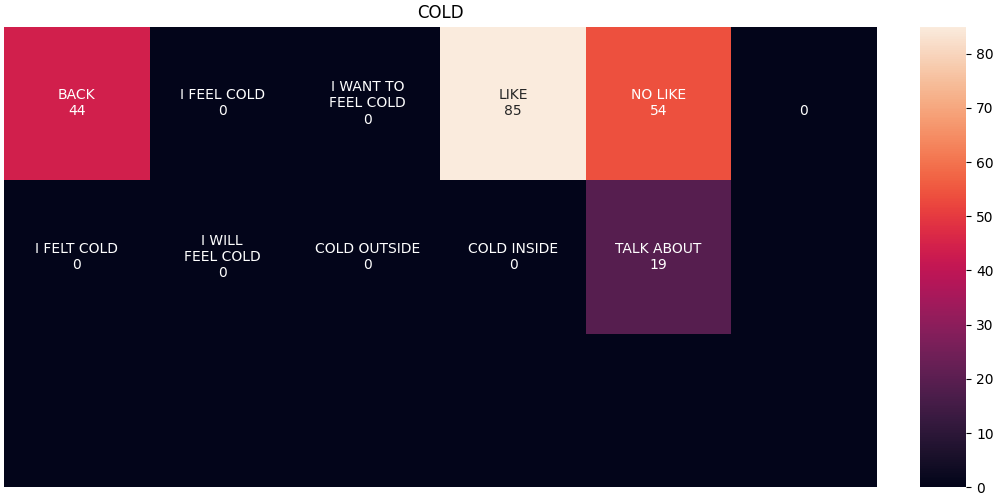 COLD
BACK
44
I FEEL COLD
0
I WANT TO
FEEL COLD
0
LIKE
85
NO LIKE
54
0
I FELT COLD
0
I WILL
FEEL COLD
0
COLD OUTSIDE
0
COLD INSIDE
0
TALK ABOUT
19
80
70
60
50
40
30
20
10
0